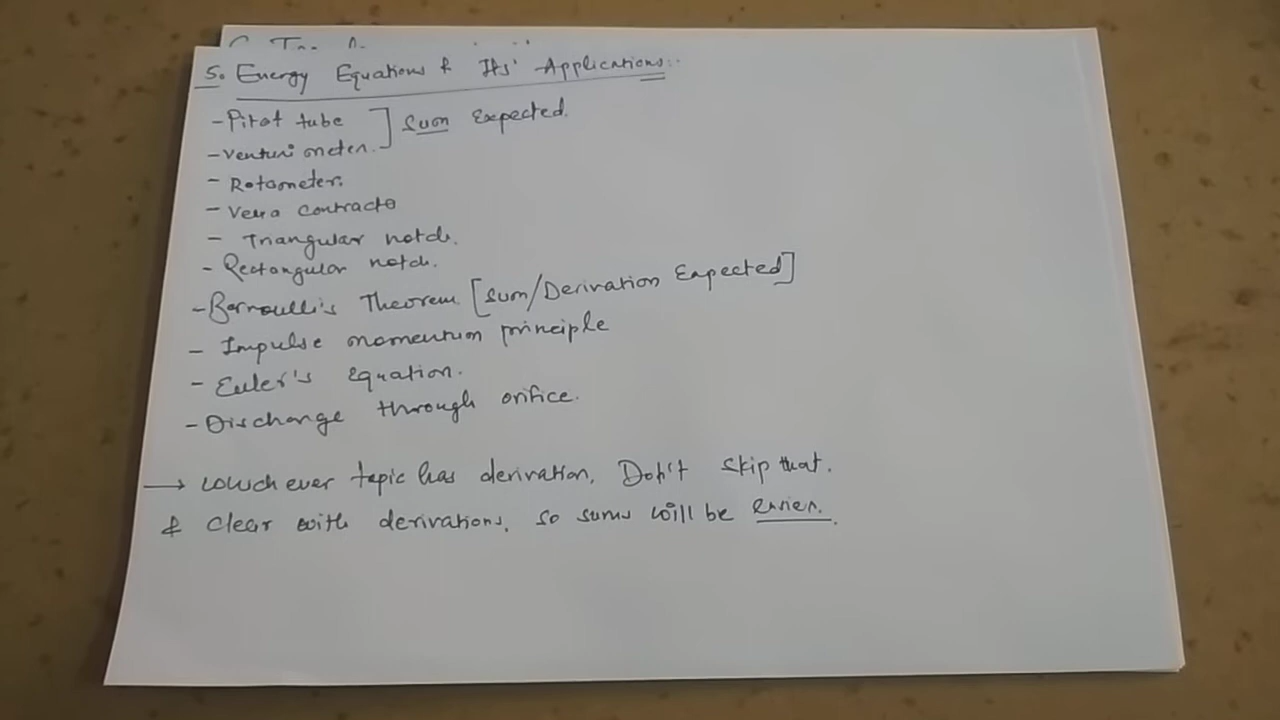 5. Energy Equations & Its' Applications:-
- Pitot tube ] Sum Expected.
- Venturi meter.
- Rotameter.
- Vena contracta
- Triangular notch.
- Rectangular notch.
- Bernoulli's Theorem [Sum/Derivation Expected]
- Impulse momentum principle
- Euler's Equation.
- Discharge through orifice.
→ Whichever topic has derivation, Don't skip that.
& clear with derivations, so sums will be easier.